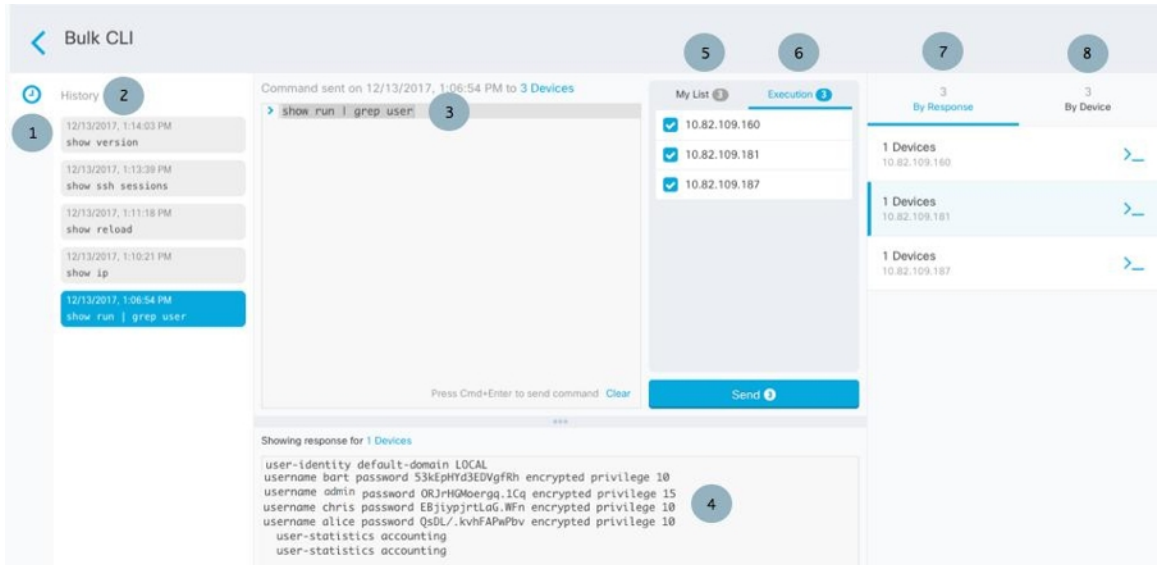 Bulk CLI
5
6
7
8
History
2
1
12/13/2017, 1:14:03 PM
show version
12/13/2017, 1:13:39 PM
show ssh sessions
12/13/2017, 1:11:18 PM
show reload
12/13/2017, 1:10:21 PM
show ip
12/13/2017, 1:06:54 PM
show run | grep user
Command sent on 12/13/2017, 1:06:54 PM to 3 Devices
> show run | grep user
3
Press Cmd+Enter to send command Clear
My List 3
Execution 3
10.82.109.160
10.82.109.181
10.82.109.187
Send 3
Showing response for 1 Devices
user-identity default-domain LOCAL
username bart password 53kEpHYd3EDVgfRh encrypted privilege 10
username admin password ORJrHGMoergq.1Cq encrypted privilege 15
username chris password EBjiypjrtLaG.WFn encrypted privilege 10
username alice password QsDL/.kvhFAPwPbv encrypted privilege 10
user-statistics accounting
user-statistics accounting
4
3
By Response
3
By Device
1 Devices
10.82.109.160
1 Devices
10.82.109.181
1 Devices
10.82.109.187